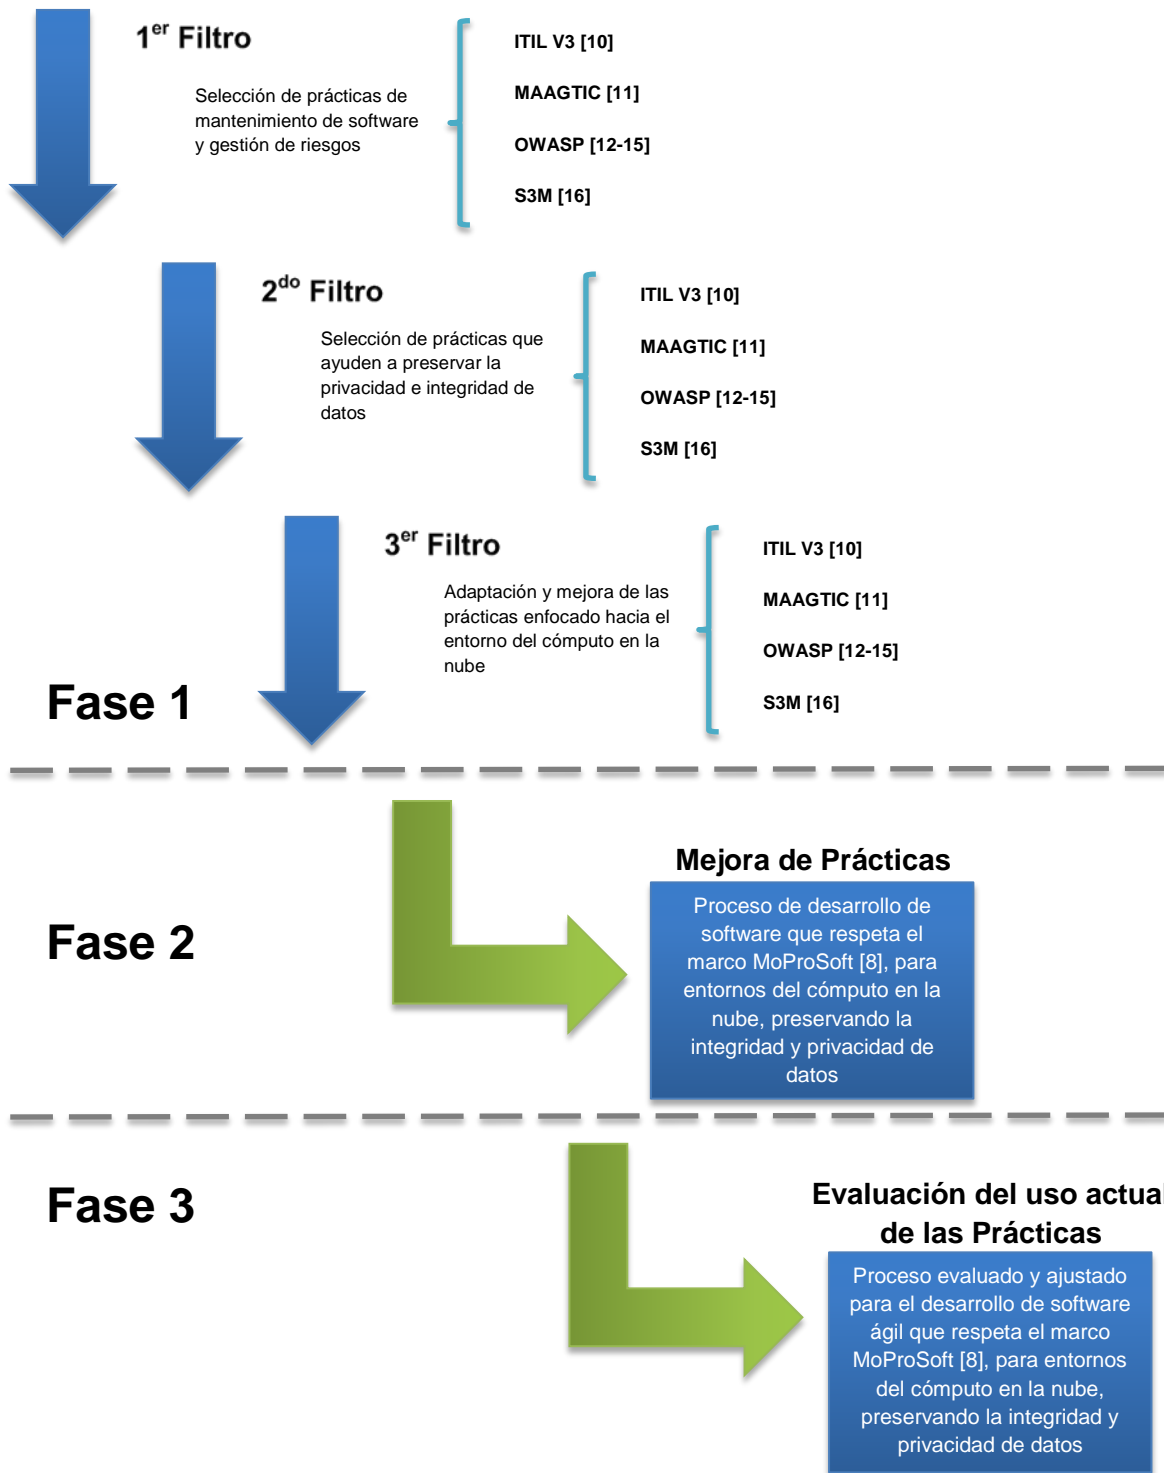 1er Filtro
Selección de prácticas de
mantenimiento de software
y gestión de riesgos
ITIL V3 [10]
MAAGTIC [11]
OWASP [12-15]
S3M [16]
2do Filtro
Selección de prácticas que
ayuden a preservar la
privacidad e integridad de
datos
ITIL V3 [10]
MAAGTIC [11]
OWASP [12-15]
S3M [16]
3er Filtro
Adaptación y mejora de las
prácticas enfocado hacia el
entorno del cómputo en la
nube
ITIL V3 [10]
MAAGTIC [11]
OWASP [12-15]
S3M [16]
Fase 1
Fase 2
Mejora de Prácticas
Proceso de desarrollo de
software que respeta el
marco MoProSoft [8], para
entornos del cómputo en la
nube, preservando la
integridad y privacidad de
datos
Fase 3
Evaluación del uso actual
de las Prácticas
Proceso evaluado y ajustado
para el desarrollo de software
ágil que respeta el marco
MoProSoft [8], para entornos
del cómputo en la nube,
preservando la integridad y
privacidad de datos